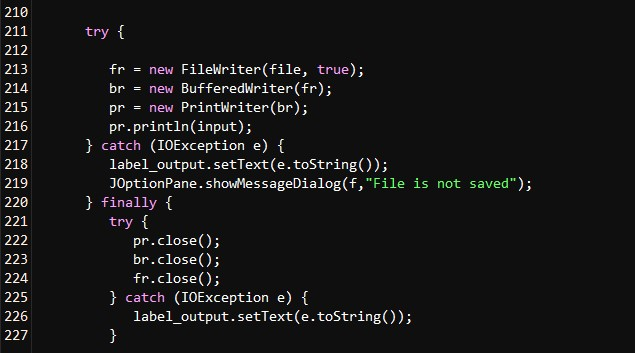 210
211 try {
212
213 fr = new FileWriter(file, true);
214 br = new BufferedWriter(fr);
215 pr = new PrintWriter(br);
216 pr.println(input);
217 } catch (IOException e) {
218 label_output.setText(e.toString());
219 JOptionPane.showMessageDialog(f,"File is not saved");
220 } finally {
221 try {
222 pr.close();
223 br.close();
224 fr.close();
225 } catch (IOException e) {
226 label_output.setText(e.toString());
227 }